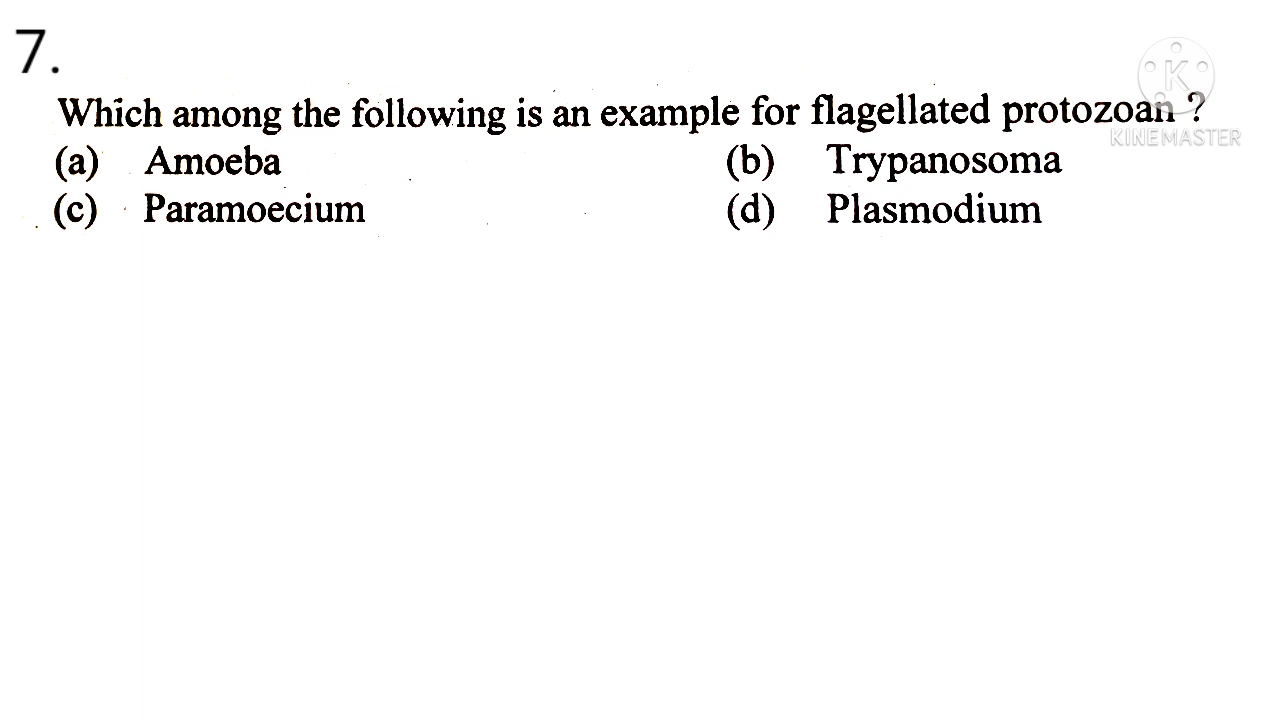 7.
Which among the following is an example for flagellated protozoan ?
(a) Amoeba (b) Trypanosoma
(c) Paramoecium (d) Plasmodium
K
KINEMASTER